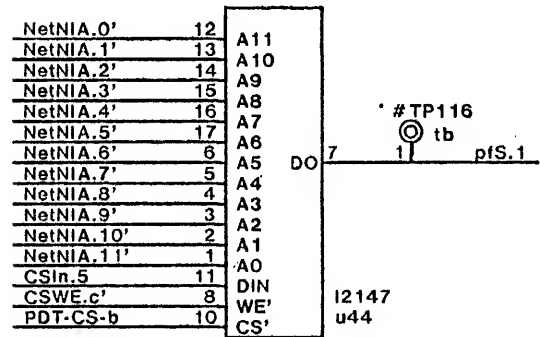 NetNIA.0' 12 A11
NetNIA.1' 13 A10
NetNIA.2' 14 A9
NetNIA.3' 15 A8
NetNIA.4' 16 A7
NetNIA.5' 17 A6
NetNIA.6' 6 A5 DO 7 1 pfS.1
NetNIA.7' 5 A4
NetNIA.8' 4 A3
NetNIA.9' 3 A2
NetNIA.10' 2 A1
NetNIA.11' 1 A0
CSIn.5 11 DIN
CSWE.c' 8 WE'
PDT-CS-b 10 CS'
#TP116
tb
I2147
u44